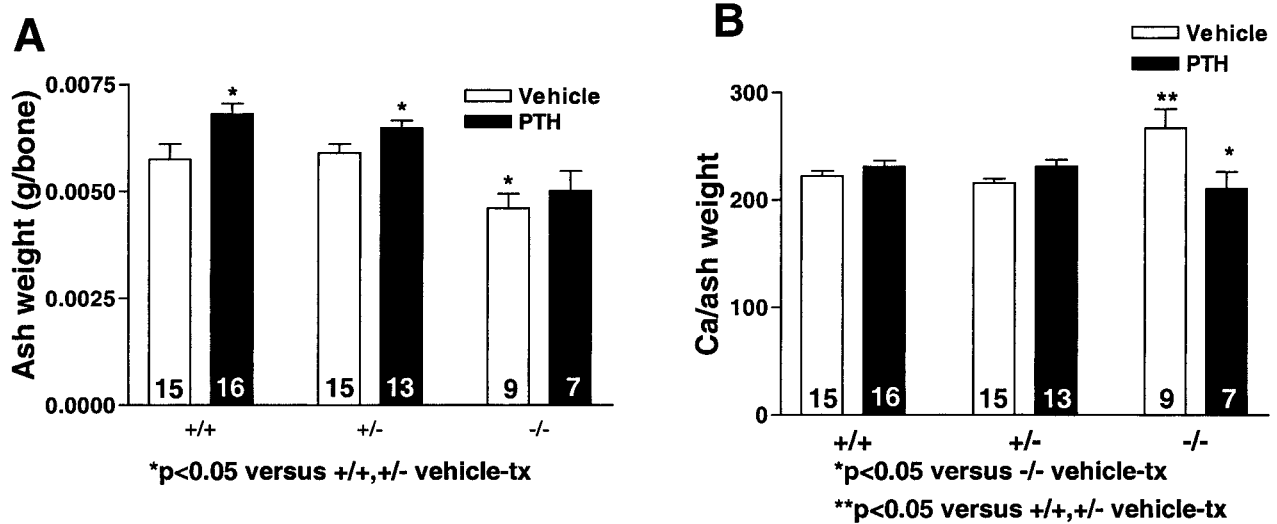 A
Ash weight (g/bone)
0.0075
0.0050
0.0025
0.0000
Vehicle
PTH
*
*
*
15 16 15 13 9 7
+/+ +/- -/-
*p<0.05 versus +/+,+/- vehicle-tx
B
Ca/ash weight
300
200
100
0
Vehicle
PTH
**
*
15 16 15 13 9 7
+/+ +/- -/-
*p<0.05 versus -/- vehicle-tx
**p<0.05 versus +/+,+/- vehicle-tx